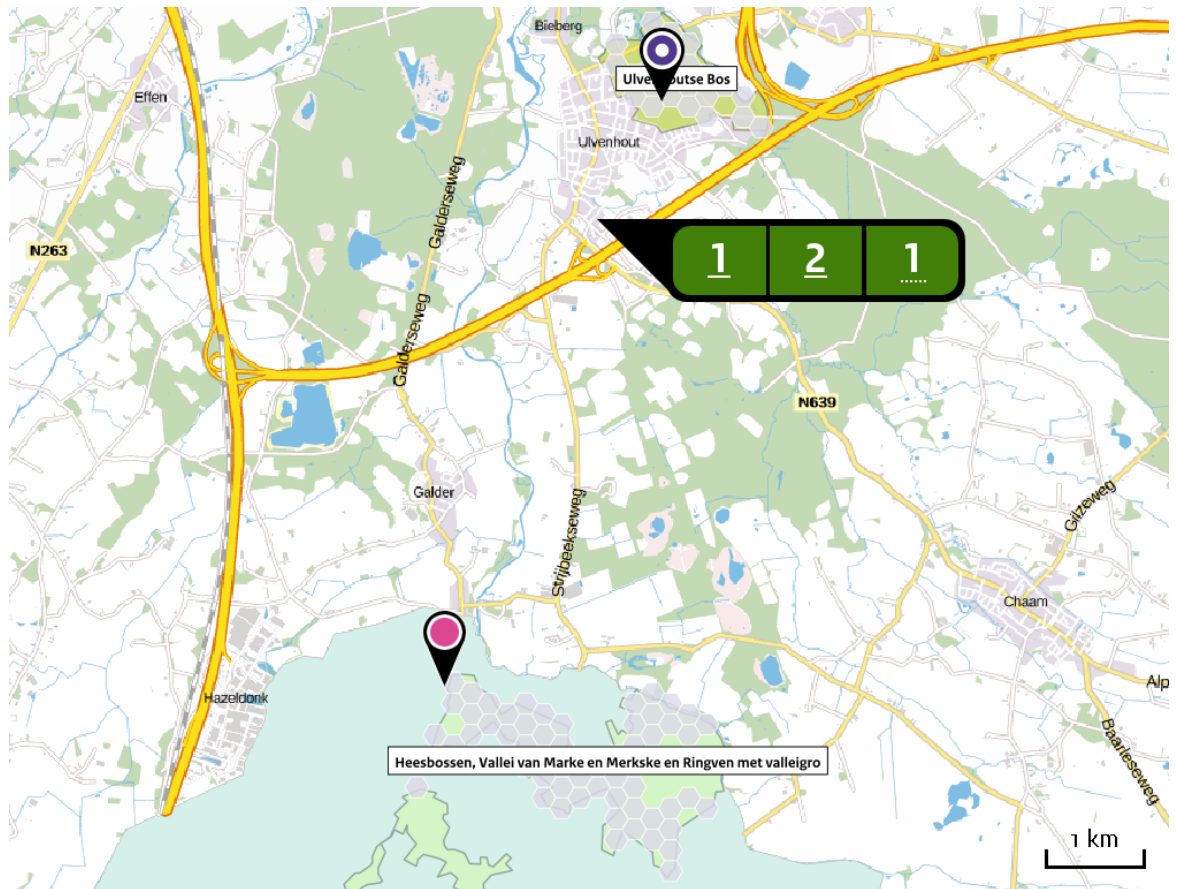 Bieberg
Ulvenhoutse Bos
Effen
Ulvenhout
Galderseweg
N263
1 2 1
Galderseweg
N639
Galder
Gilzeweg
Strijbeekseweg
Chaam
Hazeldonk
Alp
Baarleseweg
Heesbossen, Vallei van Marke en Merkske en Ringven met valleigro
1 km